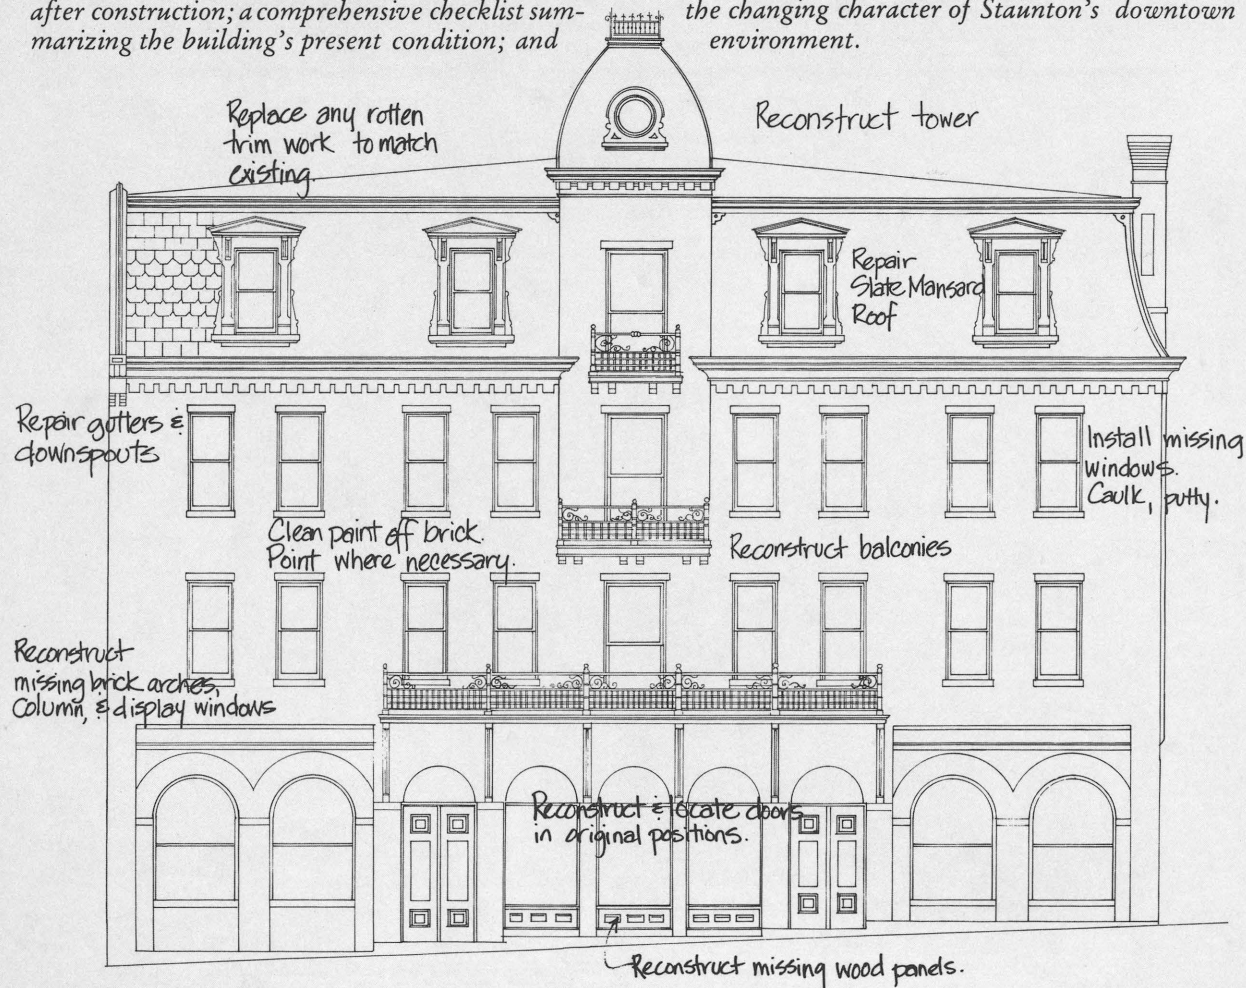 after construction; a comprehensive checklist sum-
marizing the building's present condition; and
the changing character of Staunton's downtown
environment.
Replace any rotten
trim work to match
existing.
Reconstruct tower
Repair
Slate Mansard
Roof
Repair gutters &
downspouts
Install missing
windows.
Caulk, putty.
Clean paint off brick.
Point where necessary.
Reconstruct balconies
Reconstruct
missing brick arches,
Column, & display windows
Reconstruct & locate doors
in original positions.
Reconstruct missing wood panels.